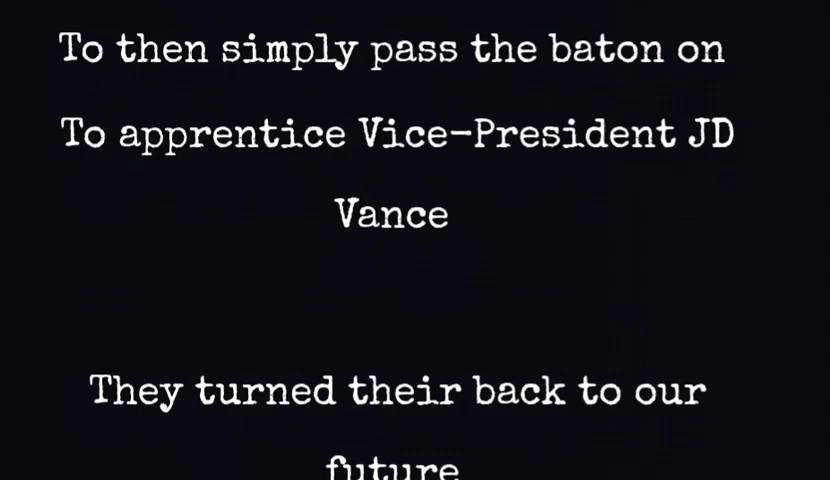 To then simply pass the baton on
To apprentice Vice-President JD
Vance
They turned their back to our
future